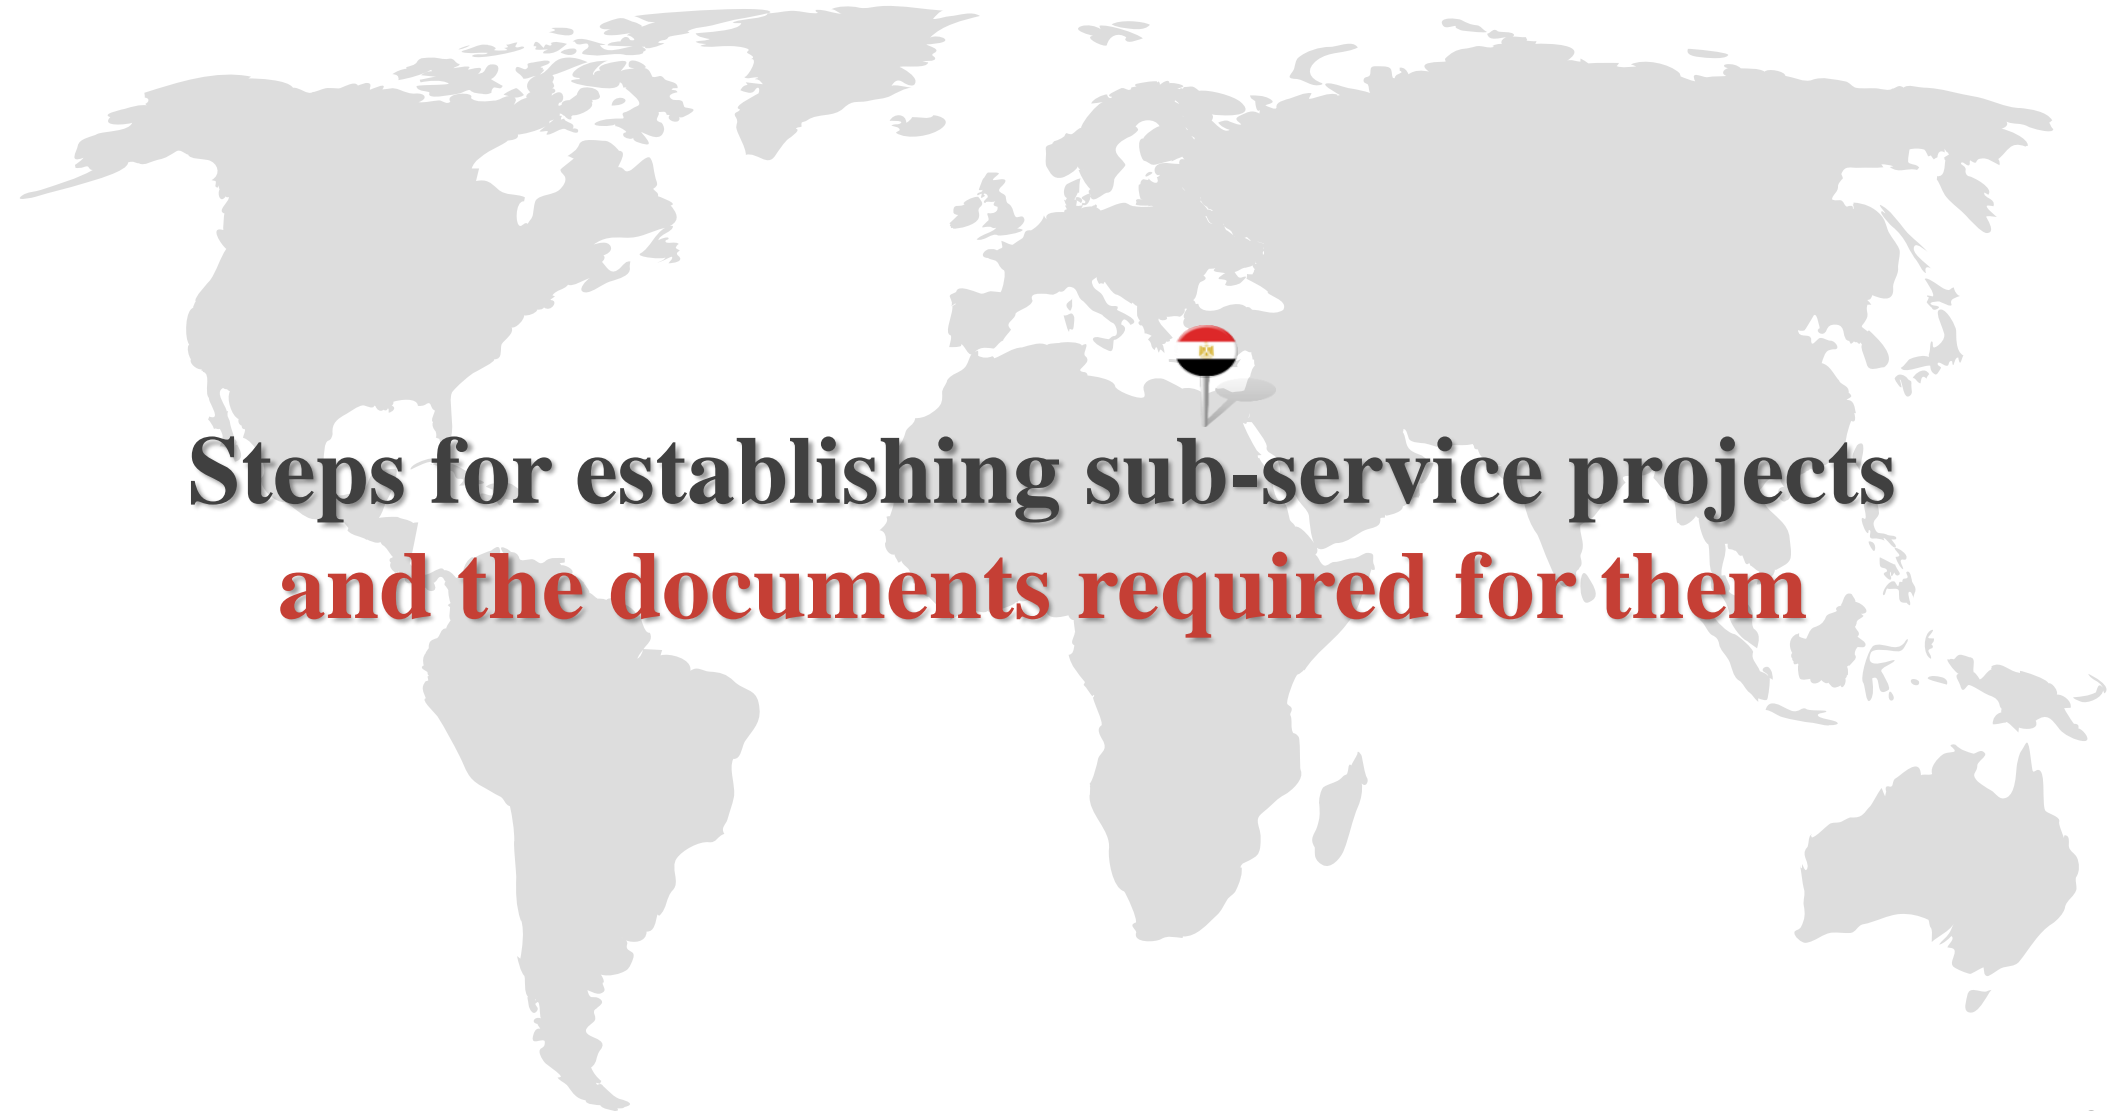 Steps for establishing sub-service projects
and the documents required for them